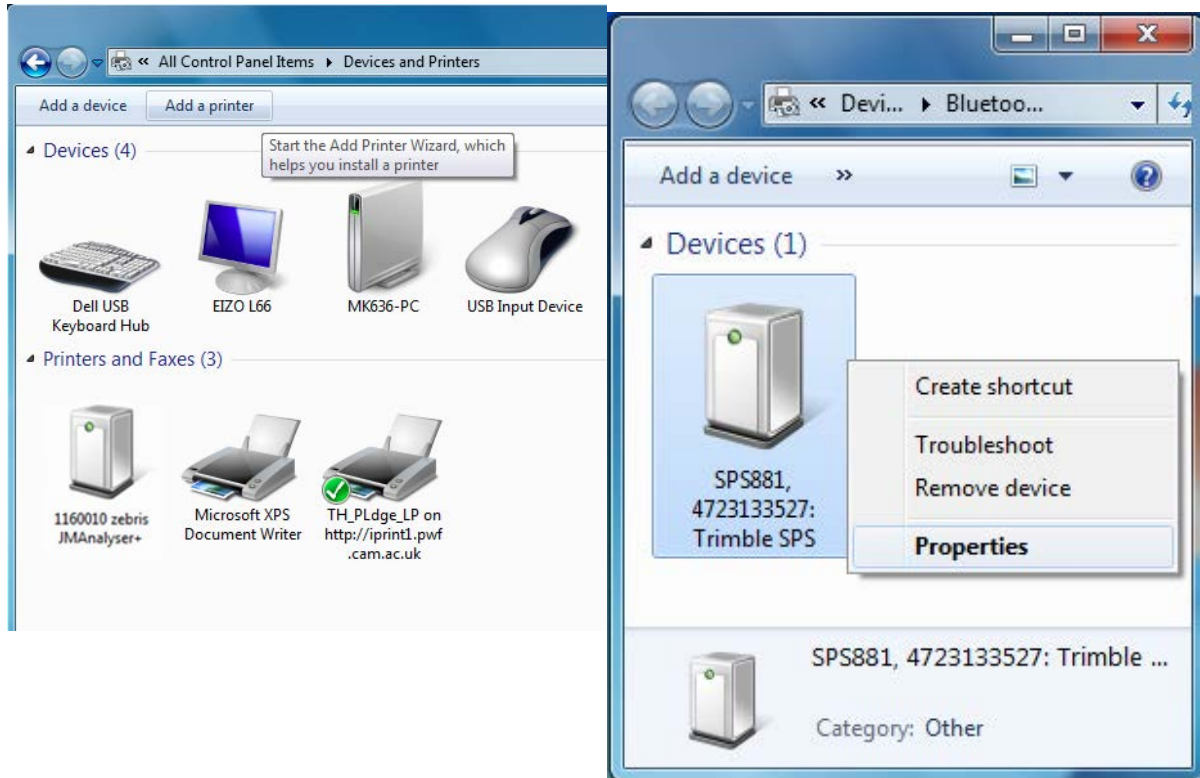 « All Control Panel Items ▸ Devices and Printers
Add a device Add a printer
Start the Add Printer Wizard, which
helps you install a printer
Devices (4)
Dell USB
Keyboard Hub
EIZO L66
MK636-PC
USB Input Device
Printers and Faxes (3)
1160010 zebris
JMAnalyser+
Microsoft XPS
Document Writer
TH_PLdge_LP on
http://iprint1.pwf
.cam.ac.uk
« Devi... ▸ Bluetoo...
Add a device »
Devices (1)
SPS881,
4723133527:
Trimble SPS
Create shortcut
Troubleshoot
Remove device
Properties
SPS881, 4723133527: Trimble ...
Category: Other